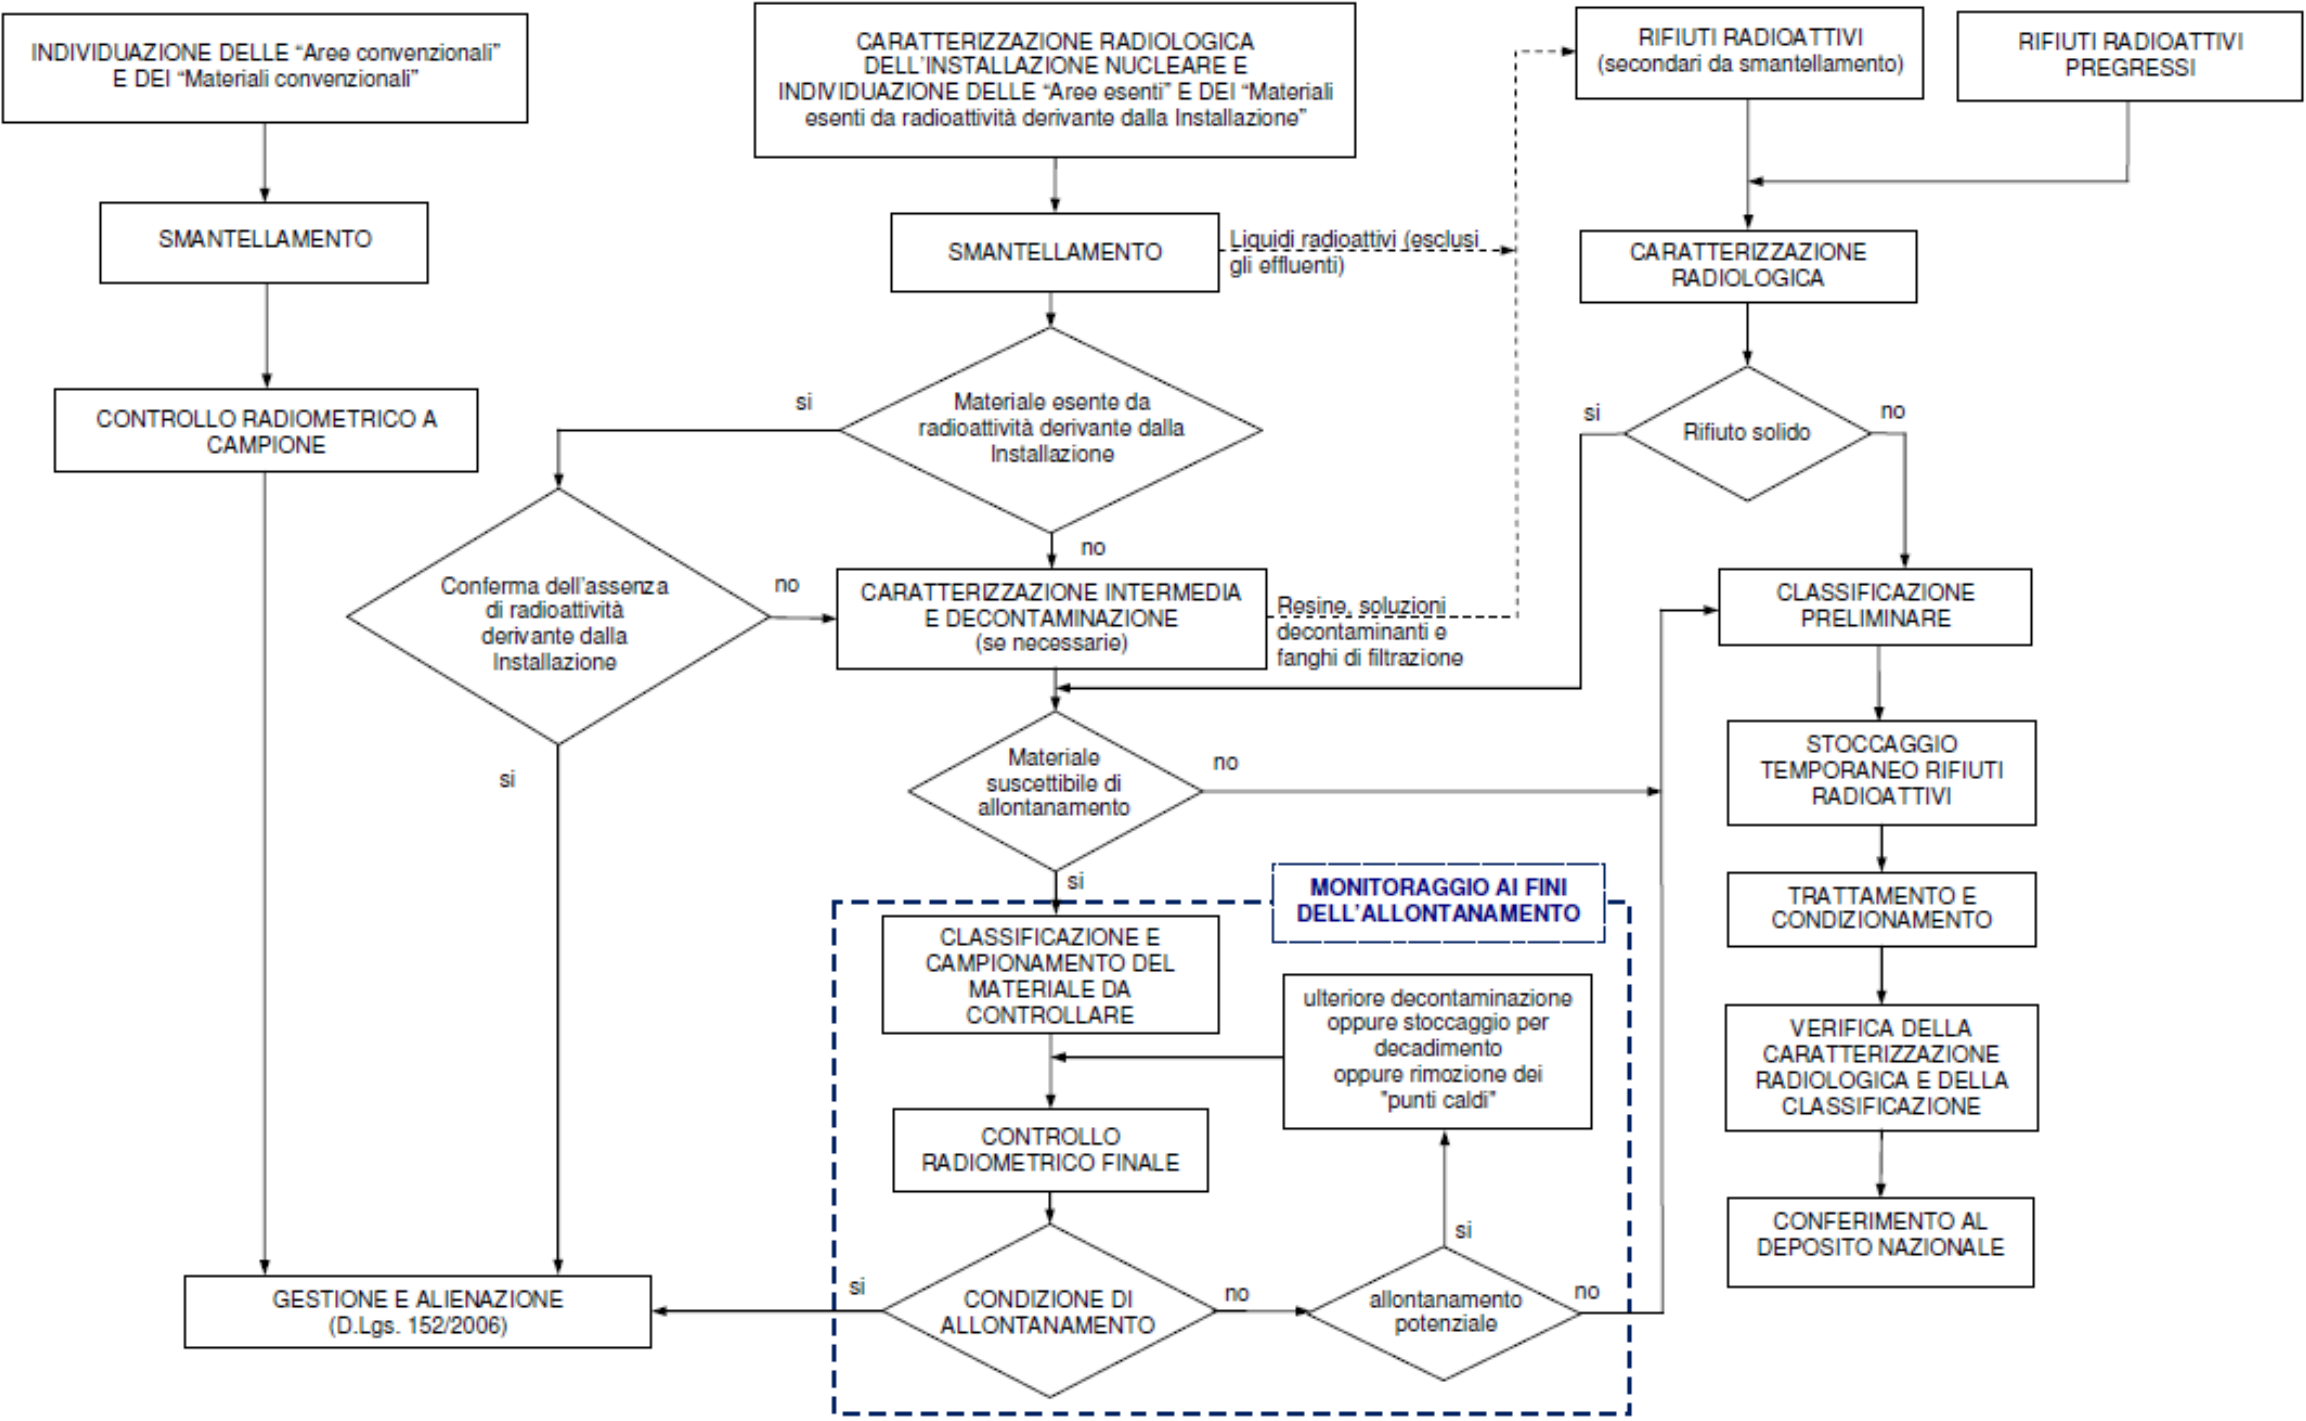 INDIVIDUAZIONE DELLE “Aree convenzionali”
E DEI “Materiali convenzionali”
CARATTERIZZAZIONE RADIOLOGICA
DELL'INSTALLAZIONE NUCLEARE E
INDIVIDUAZIONE DELLE “Aree esenti” E DEI “Materiali
esenti da radioattività derivante dalla Installazione”
RIFIUTI RADIOATTIVI
(secondari da smantellamento)
RIFIUTI RADIOATTIVI
PREGRESSI
SMANTELLAMENTO
SMANTELLAMENTO
Liquidi radioattivi (esclusi
gli effluenti)
CARATTERIZZAZIONE
RADIOLOGICA
CONTROLLO RADIOMETRICO A
CAMPIONE
si
Materiale esente da
radioattività derivante dalla
Installazione
no
si
Rifiuto solido
no
Conferma dell'assenza
di radioattività
derivante dalla
Installazione
no
si
CARATTERIZZAZIONE INTERMEDIA
E DECONTAMINAZIONE
(se necessarie)
Resine, soluzioni
decontaminanti e
fanghi di filtrazione
CLASSIFICAZIONE
PRELIMINARE
Materiale
suscettibile di
allontanamento
no
si
STOCCAGGIO
TEMPORANEO RIFIUTI
RADIOATTIVI
MONITORAGGIO AI FINI
DELL'ALLONTANAMENTO
TRATTAMENTO E
CONDIZIONAMENTO
CLASSIFICAZIONE E
CAMPIONAMENTO DEL
MATERIALE DA
CONTROLLARE
ulteriore decontaminazione
oppure stoccaggio per
decadimento
oppure rimozione dei
"punti caldi"
VERIFICA DELLA
CARATTERIZZAZIONE
RADIOLOGICA E DELLA
CLASSIFICAZIONE
CONTROLLO
RADIOMETRICO FINALE
CONFERIMENTO AL
DEPOSITO NAZIONALE
GESTIONE E ALIENAZIONE
(D.Lgs. 152/2006)
si
CONDIZIONE DI
ALLONTANAMENTO
no
si
allontanamento
potenziale
no